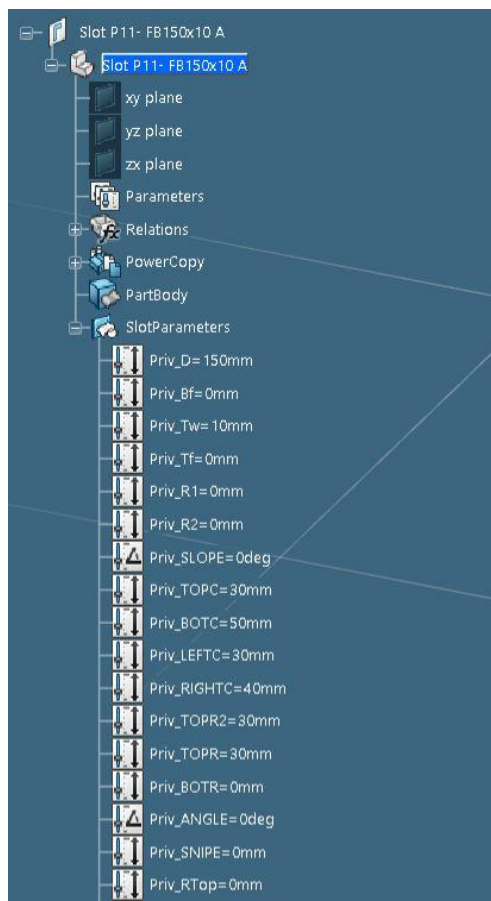 Slot P11- FB150x10 A
Slot P11- FB150x10 A
xy plane
yz plane
zx plane
Parameters
Relations
PowerCopy
PartBody
SlotParameters
Priv_D=150mm
Priv_Bf=0mm
Priv_Tw=10mm
Priv_Tf=0mm
Priv_R1=0mm
Priv_R2=0mm
Priv_SLOPE=0deg
Priv_TOPC=30mm
Priv_BOTC=50mm
Priv_LEFTC=30mm
Priv_RIGHTC=40mm
Priv_TOPR2=30mm
Priv_TOPR=30mm
Priv_BOTR=0mm
Priv_ANGLE=0deg
Priv_SNIPE=0mm
Priv_RTop=0mm